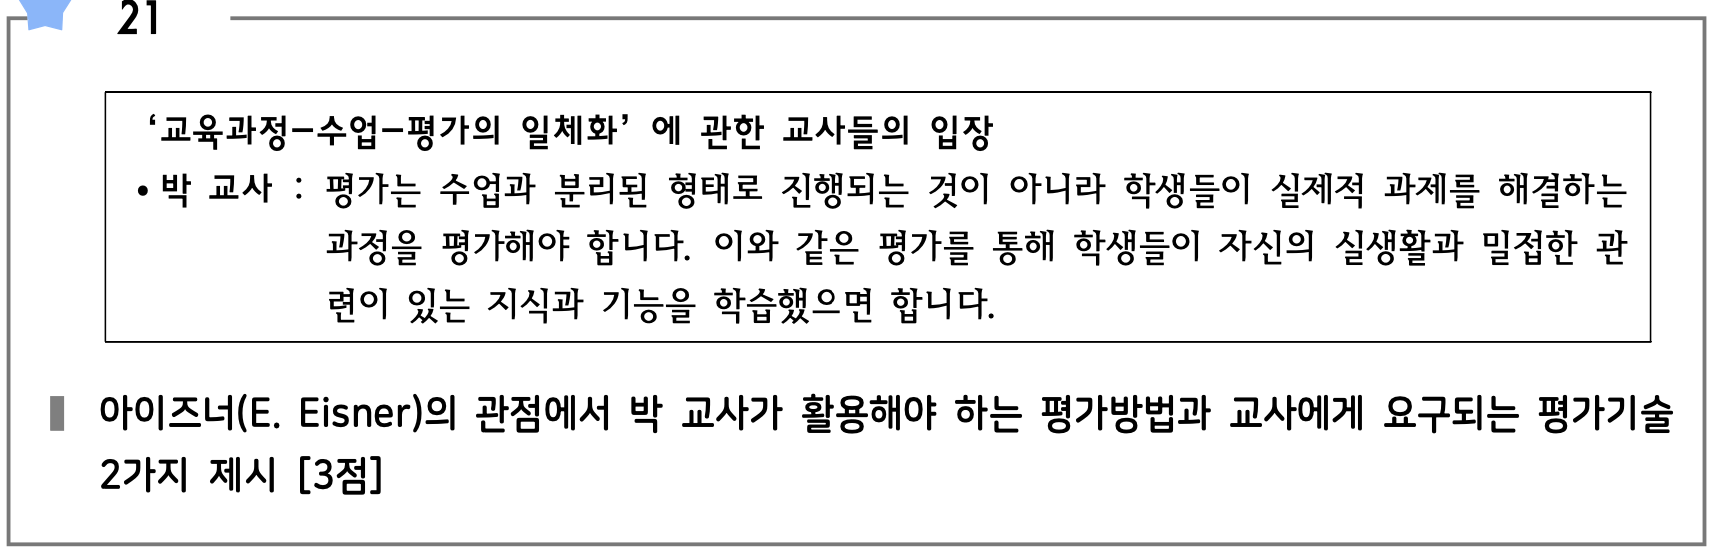 21
‘교육과정-수업-평가의 일체화’ 에 관한 교사들의 입장
• 박 교사 : 평가는 수업과 분리된 형태로 진행되는 것이 아니라 학생들이 실제적 과제를 해결하는
과정을 평가해야 합니다. 이와 같은 평가를 통해 학생들이 자신의 실생활과 밀접한 관
련이 있는 지식과 기능을 학습했으면 합니다.
아이즈너(E. Eisner)의 관점에서 박 교사가 활용해야 하는 평가방법과 교사에게 요구되는 평가기술
2가지 제시 [3점]